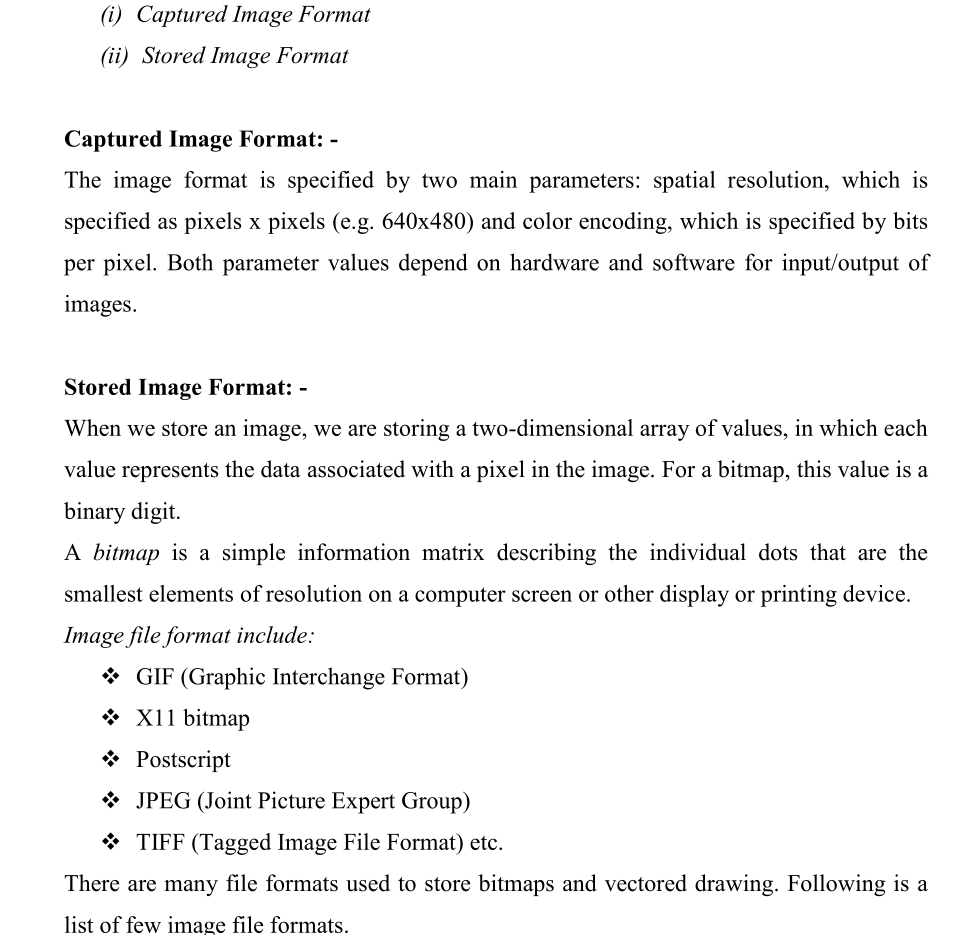 (i) Captured Image Format
(ii) Stored Image Format
Captured Image Format: -
The image format is specified by two main parameters: spatial resolution, which is
specified as pixels x pixels (e.g. 640x480) and color encoding, which is specified by bits
per pixel. Both parameter values depend on hardware and software for input/output of
images.
Stored Image Format: -
When we store an image, we are storing a two-dimensional array of values, in which each
value represents the data associated with a pixel in the image. For a bitmap, this value is a
binary digit.
A bitmap is a simple information matrix describing the individual dots that are the
smallest elements of resolution on a computer screen or other display or printing device.
Image file format include:
❖ GIF (Graphic Interchange Format)
❖ X11 bitmap
❖ Postscript
❖ JPEG (Joint Picture Expert Group)
❖ TIFF (Tagged Image File Format) etc.
There are many file formats used to store bitmaps and vectored drawing. Following is a
list of few image file formats.